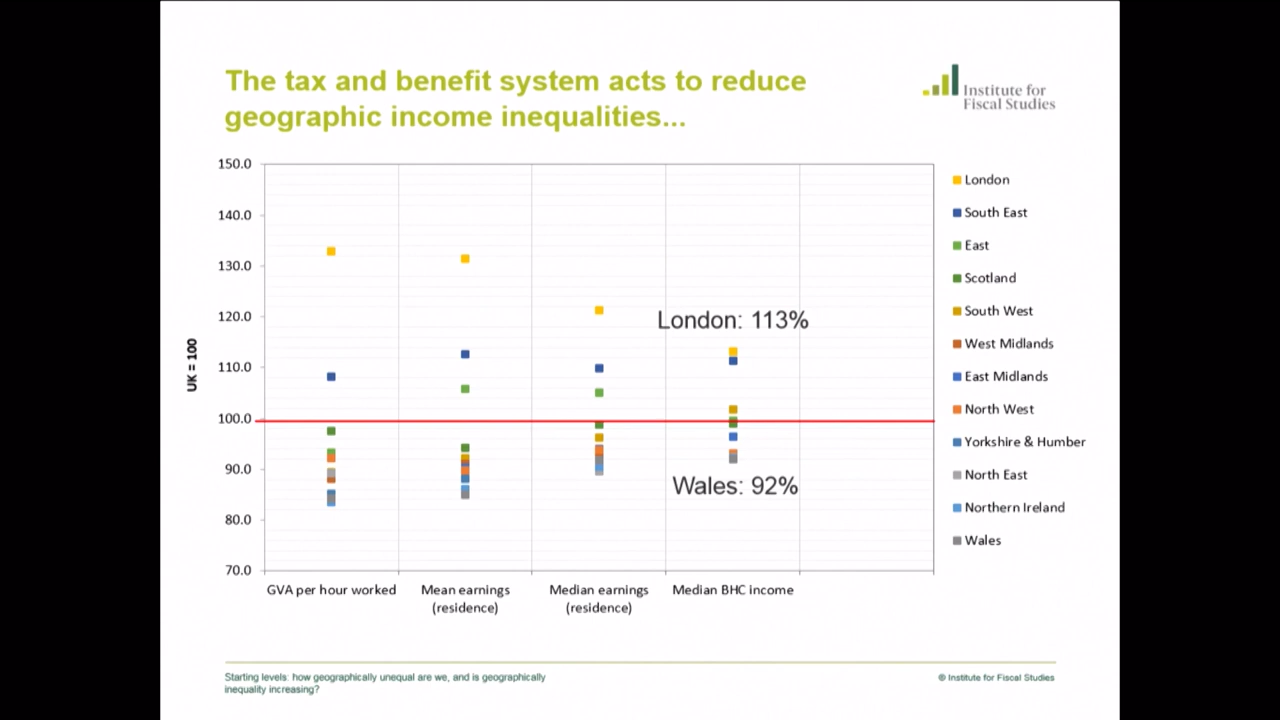 The tax and benefit system acts to reduce
geographic income inequalities...
Institute for
Fiscal Studies
150.0
140.0
130.0
120.0
110.0
100.0
90.0
80.0
70.0
UK = 100
London: 113%
Wales: 92%
GVA per hour worked
Mean earnings
(residence)
Median earnings
(residence)
Median BHC income
London
South East
East
Scotland
South West
West Midlands
East Midlands
North West
Yorkshire & Humber
North East
Northern Ireland
Wales
Starting levels: how geographically unequal are we, and is geographically
inequality increasing?
© Institute for Fiscal Studies